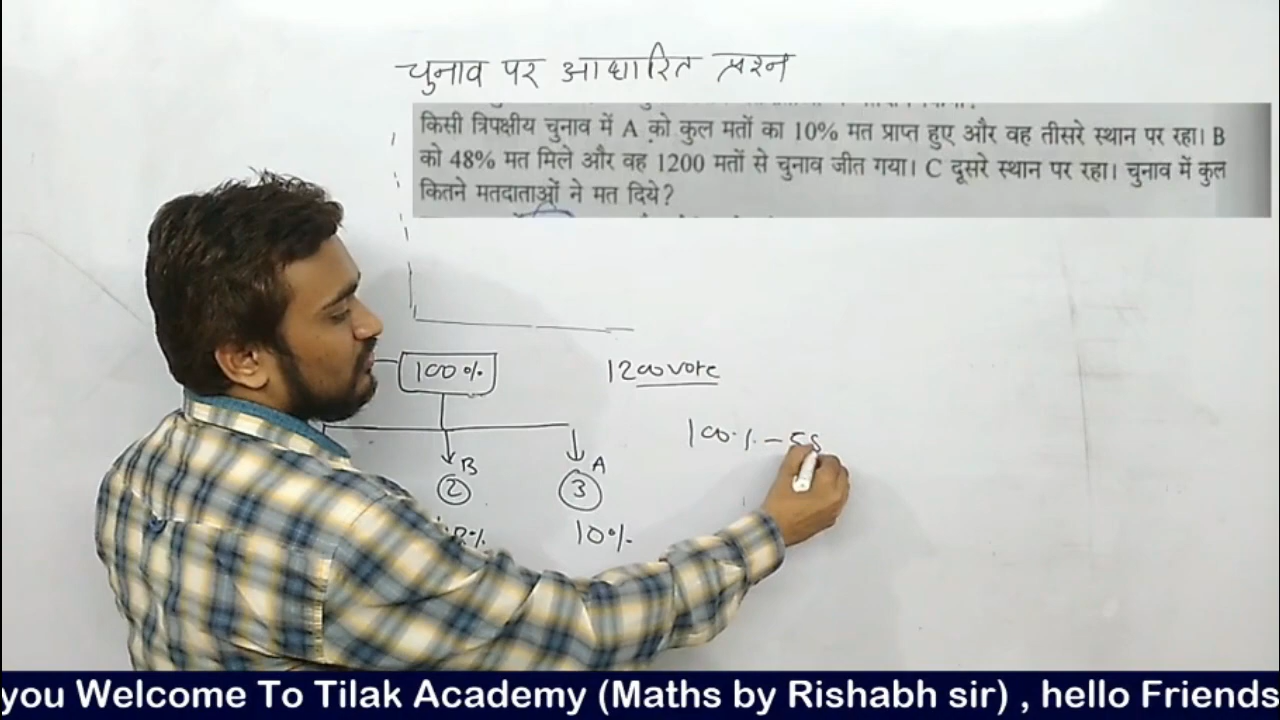 चुनाव पर आधारित प्रश्न
किसी त्रिपक्षीय चुनाव में A को कुल मतों का 10% मत प्राप्त हुए और वह तीसरे स्थान पर रहा। B
को 48% मत मिले और वह 1200 मतों से चुनाव जीत गया। C दूसरे स्थान पर रहा। चुनाव में कुल
कितने मतदाताओं ने मत दिये?
100%
1200 vote
100% - 58
B
A
2
3
8%
10%
you Welcome To Tilak Academy (Maths by Rishabh sir) , hello Friends